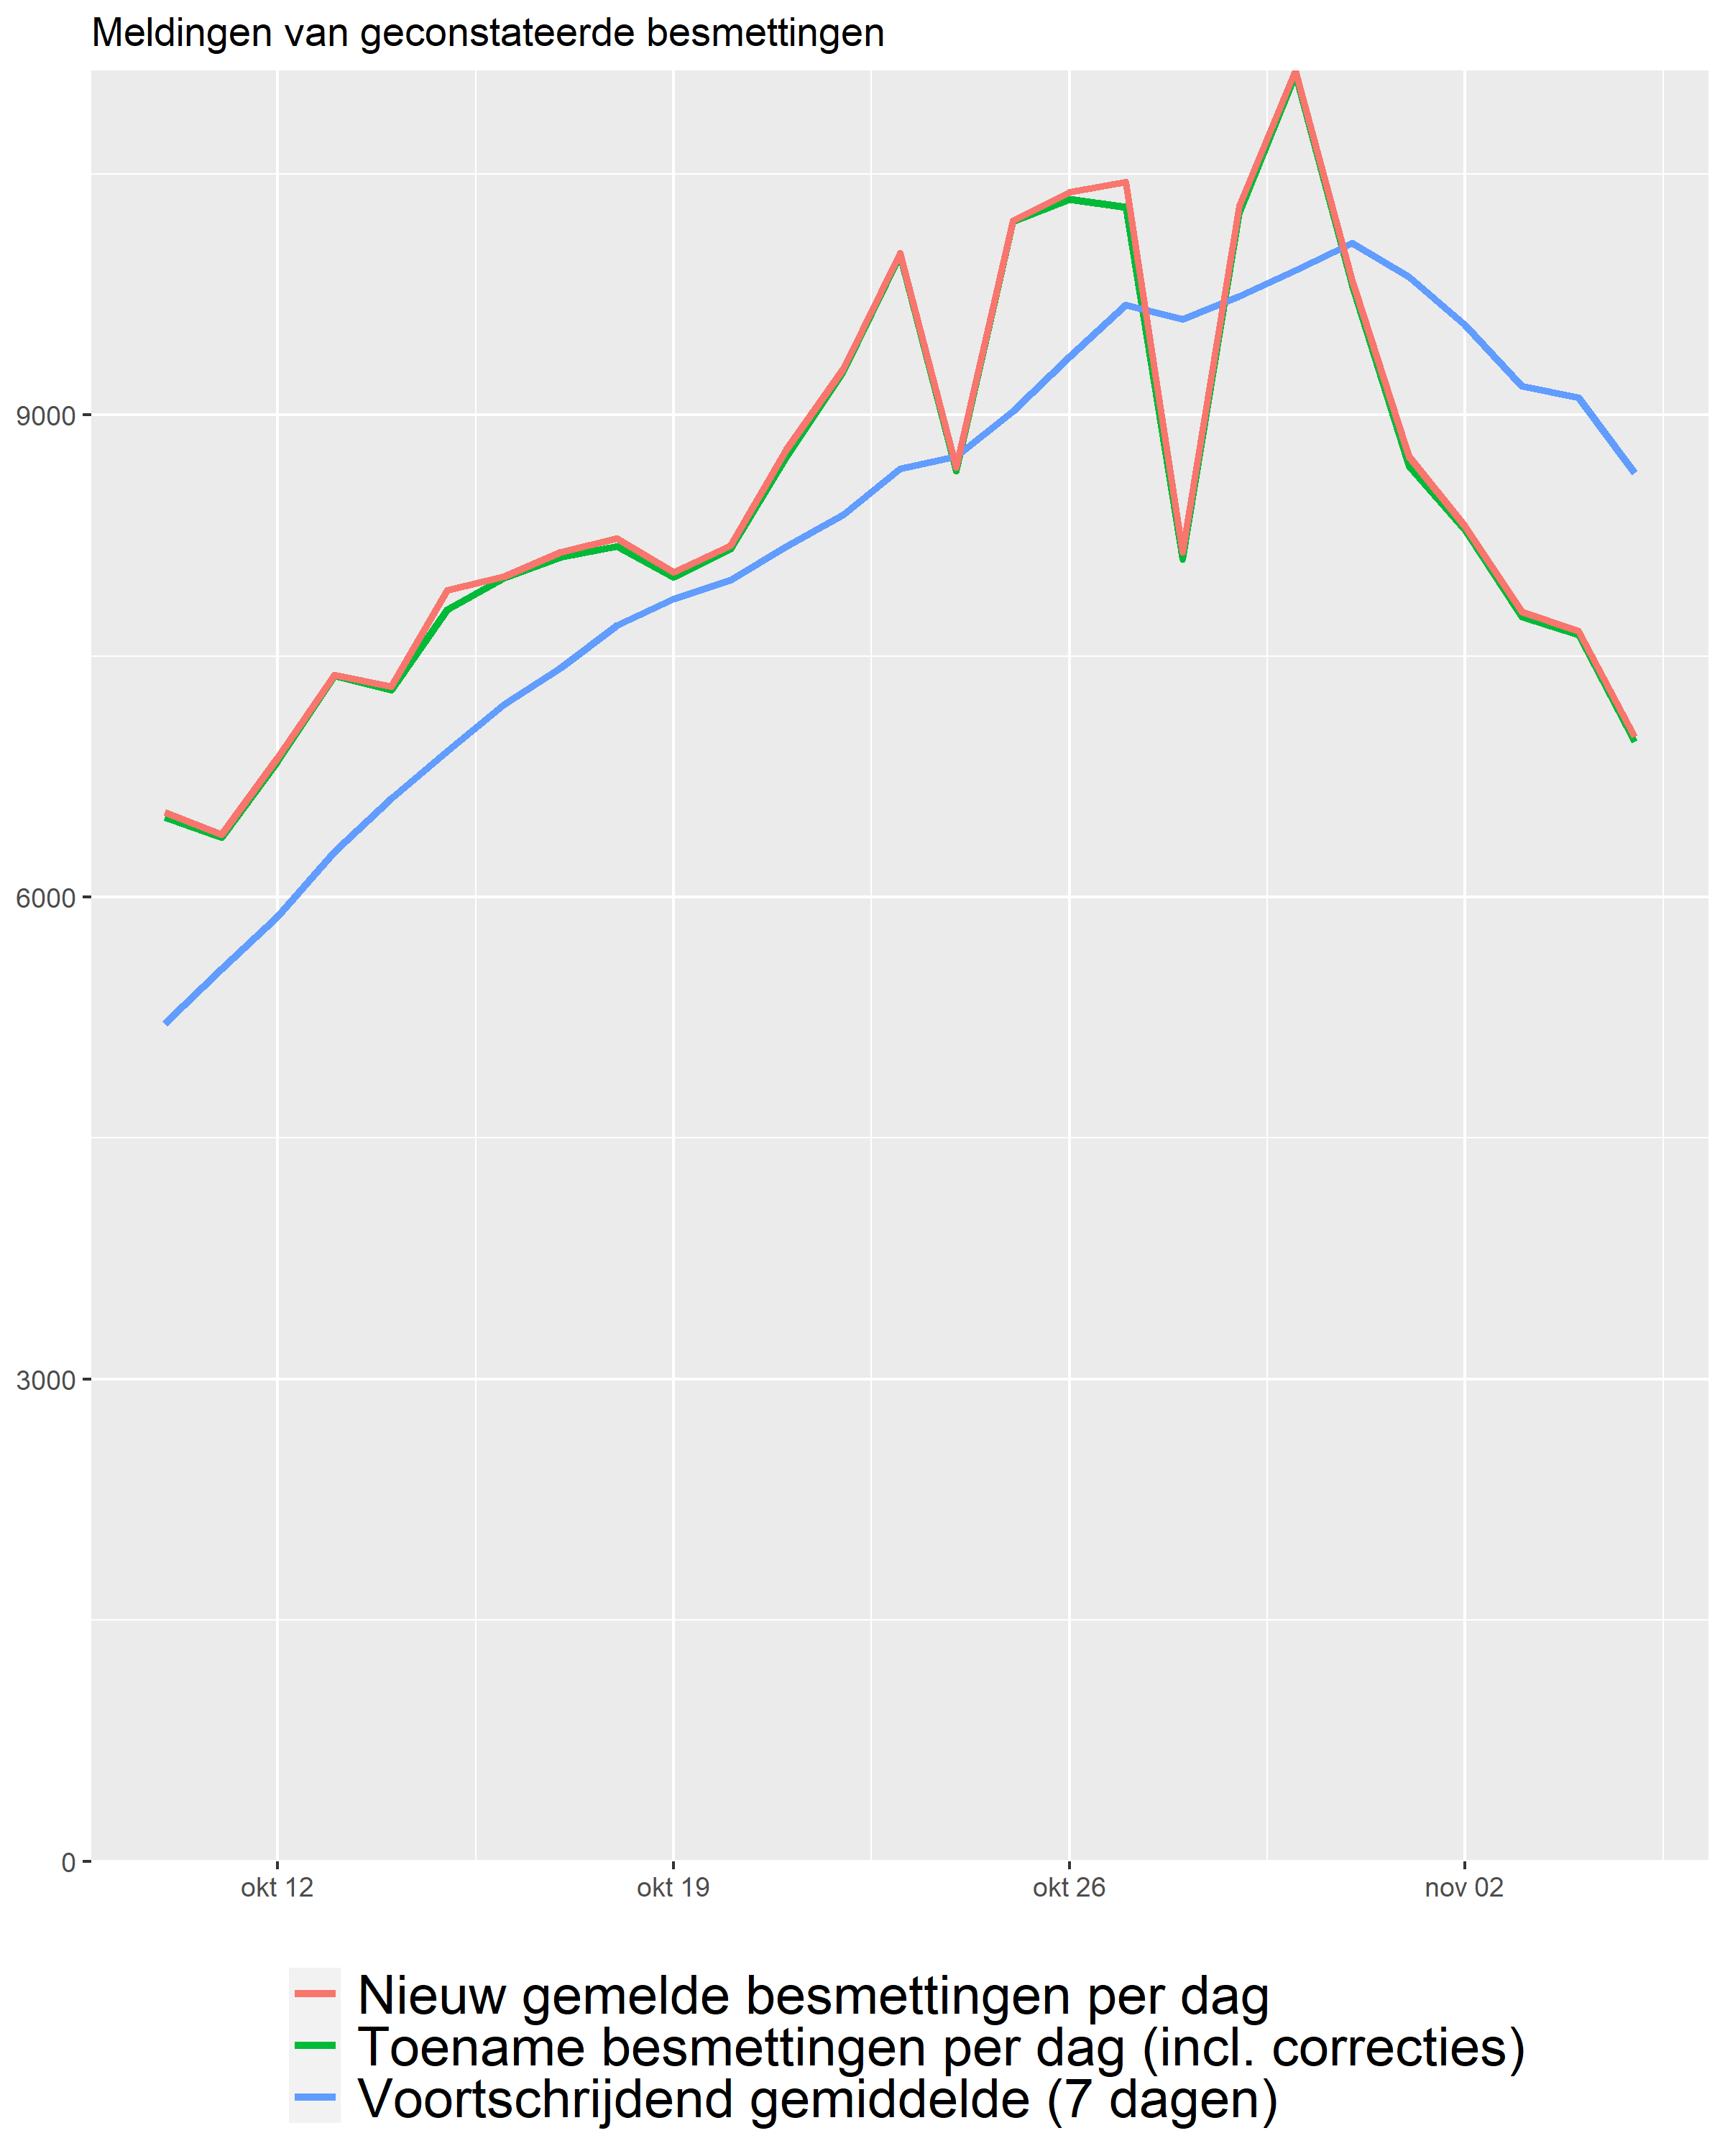 Meldingen van geconstateerde besmettingen
9000
6000
3000
0
okt 12
okt 19
okt 26
nov 02
Nieuw gemelde besmettingen per dag
Toename besmettingen per dag (incl. correcties)
Voortschrijdend gemiddelde (7 dagen)